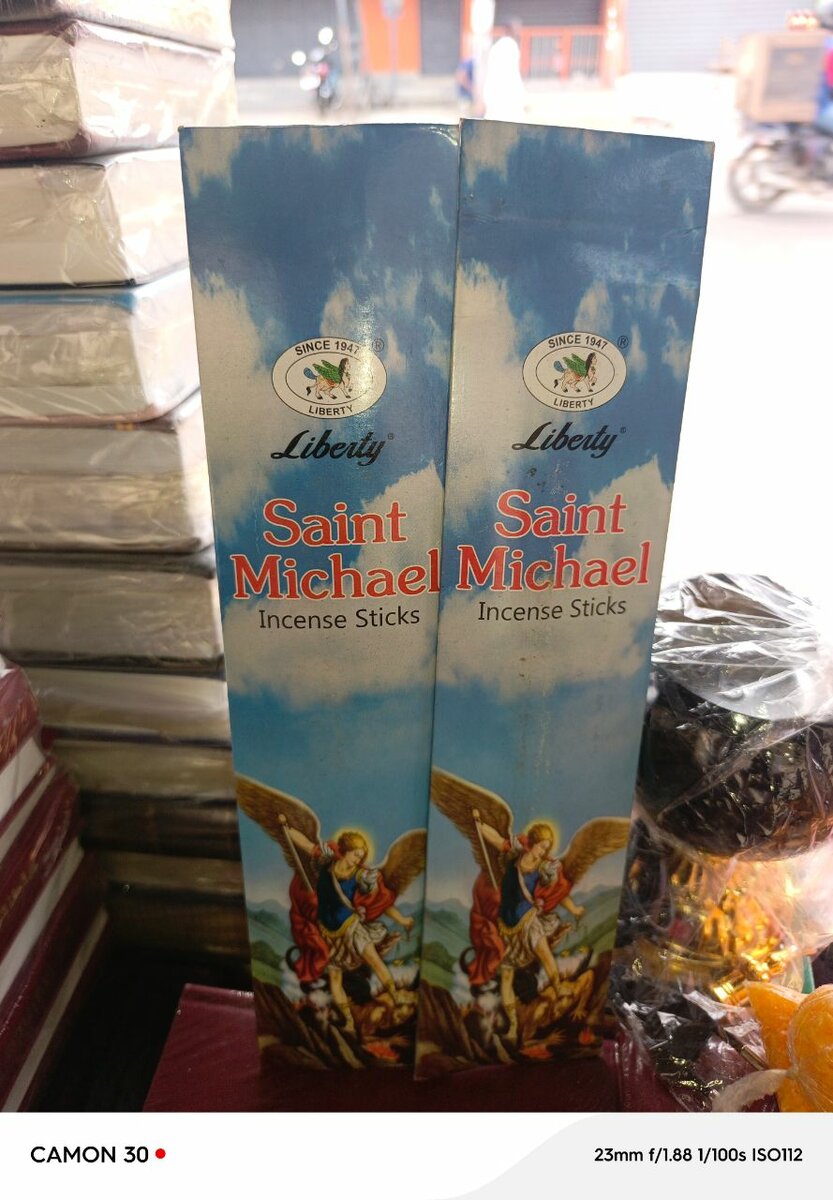 SINCE 1947 ®
LIBERTY
Liberty®
Saint
Michael
Incense Sticks
SINCE 1947 ®
LIBERTY
Liberty®
Saint
Michael
Incense Sticks
CAMON 30
23mm f/1.88 1/100s ISO112